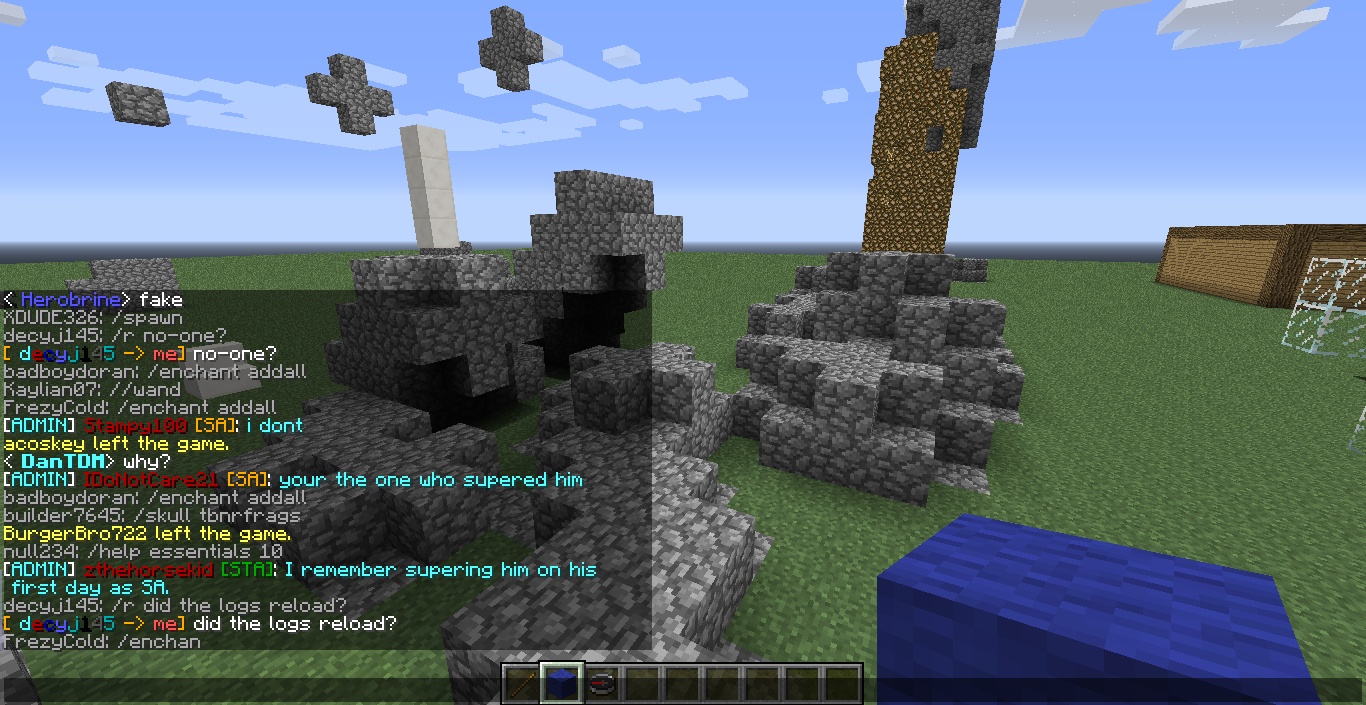 < Herobrine> fake
XDUDE326: /spawn
decyj145: /r no-one?
[ decyj145 -> me] no-one?
badboydoran: /enchant addall
Kaylian07: //wand
FrezyCold: /enchant addall
[ADMIN] Stampy100 [SA]: i dont
acoskey left the game.
< DanTDM> why?
[ADMIN] IDoNotCare21 [SA]: your the one who supered him
badboydoran: /enchant addall
builder7645: /skull tbnrfrags
BurgerBro722 left the game.
null234: /help essentials 10
[ADMIN] zthehorsekid [STA]: I remember supering him on his
first day as SA.
decyj145: /r did the logs reload?
[ decyj145 -> me] did the logs reload?
FrezyCold: /enchan